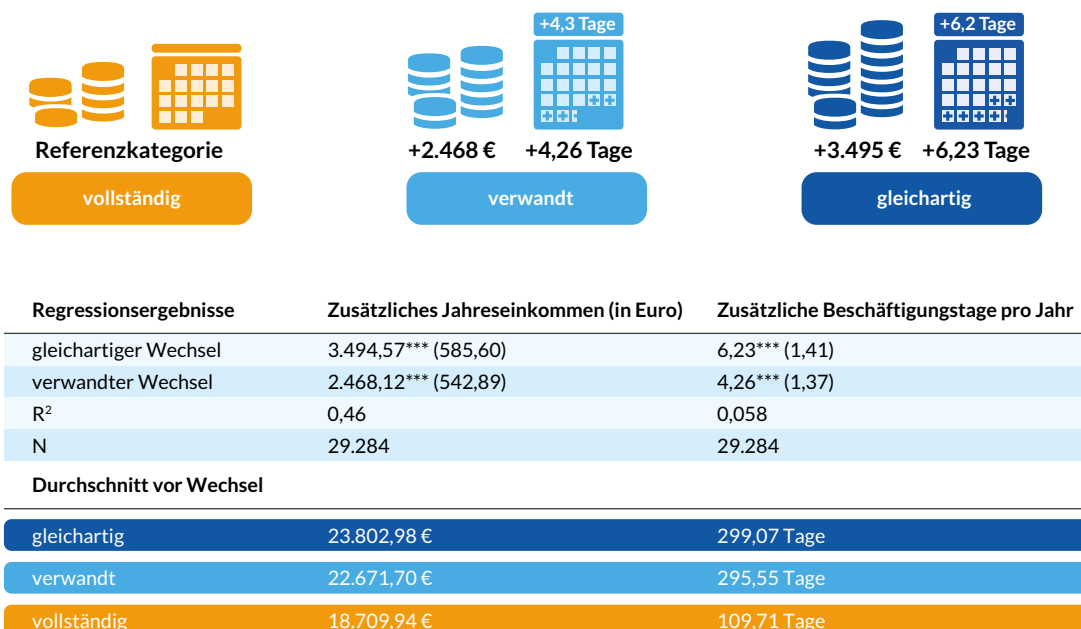 +4,3 Tage
+6,2 Tage
Referenzkategorie
+2.468 € +4,26 Tage
+3.495 € +6,23 Tage
vollständig
verwandt
gleichartig
Regressionsergebnisse Zusätzliches Jahreseinkommen (in Euro) Zusätzliche Beschäftigungstage pro Jahr
gleichartiger Wechsel 3.494,57*** (585,60) 6,23*** (1,41)
verwandter Wechsel 2.468,12*** (542,89) 4,26*** (1,37)
R² 0,46 0,058
N 29.284 29.284
Durchschnitt vor Wechsel
gleichartig 23.802,98 € 299,07 Tage
verwandt 22.671,70 € 295,55 Tage
vollständig 18.709,94 € 109,71 Tage